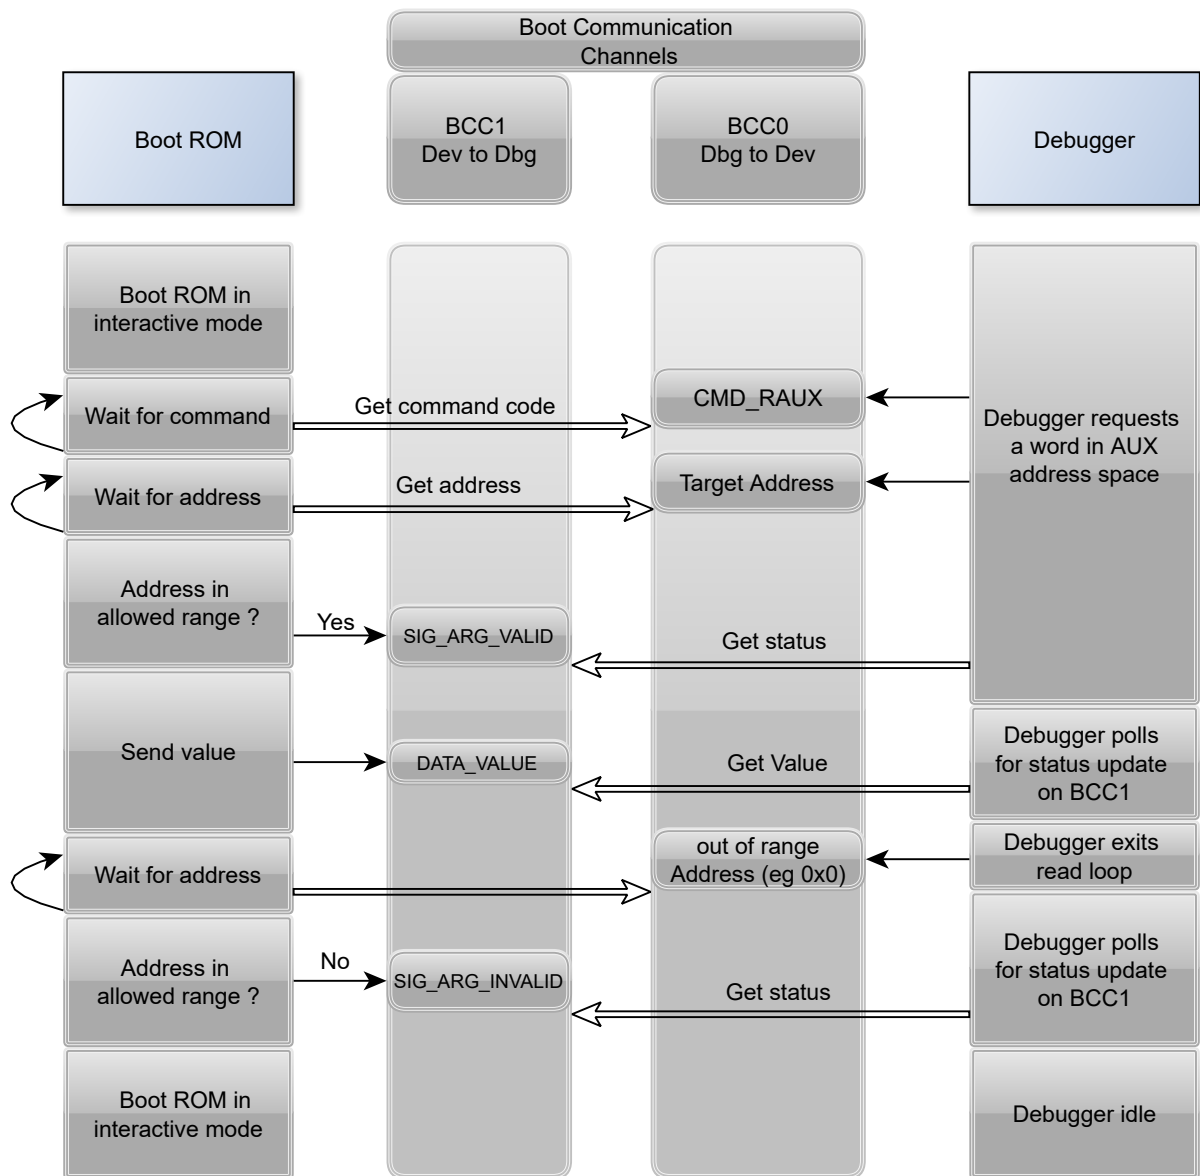 Boot Communication
Channels
Boot ROM
BCC1
Dev to Dbg
BCC0
Dbg to Dev
Debugger
Boot ROM in
interactive mode
Wait for command
Get command code
CMD_RAUX
Debugger requests
a word in AUX
address space
Wait for address
Get address
Target Address
Address in
allowed range ?
Yes
SIG_ARG_VALID
Get status
Send value
DATA_VALUE
Get Value
Debugger polls
for status update
on BCC1
Wait for address
out of range
Address (eg 0x0)
Debugger exits
read loop
Address in
allowed range ?
No
SIG_ARG_INVALID
Get status
Debugger polls
for status update
on BCC1
Boot ROM in
interactive mode
Debugger idle